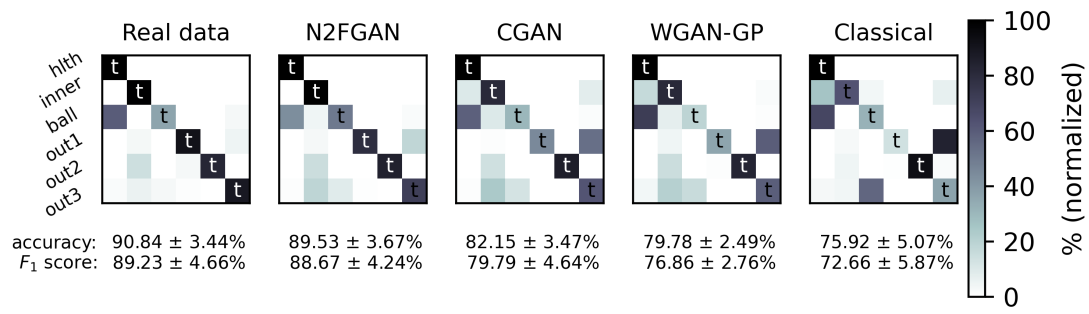 Real data N2FGAN CGAN WGAN-GP Classical
100
80
60
40
20
0
% (normalized)
hlth t t t t t
inner t t t t t
ball t t t t t
out1 t t t t t
out2 t t t t t
out3 t t t t t
accuracy: 90.84 ± 3.44% 89.53 ± 3.67% 82.15 ± 3.47% 79.78 ± 2.49% 75.92 ± 5.07%
F1 score: 89.23 ± 4.66% 88.67 ± 4.24% 79.79 ± 4.64% 76.86 ± 2.76% 72.66 ± 5.87%